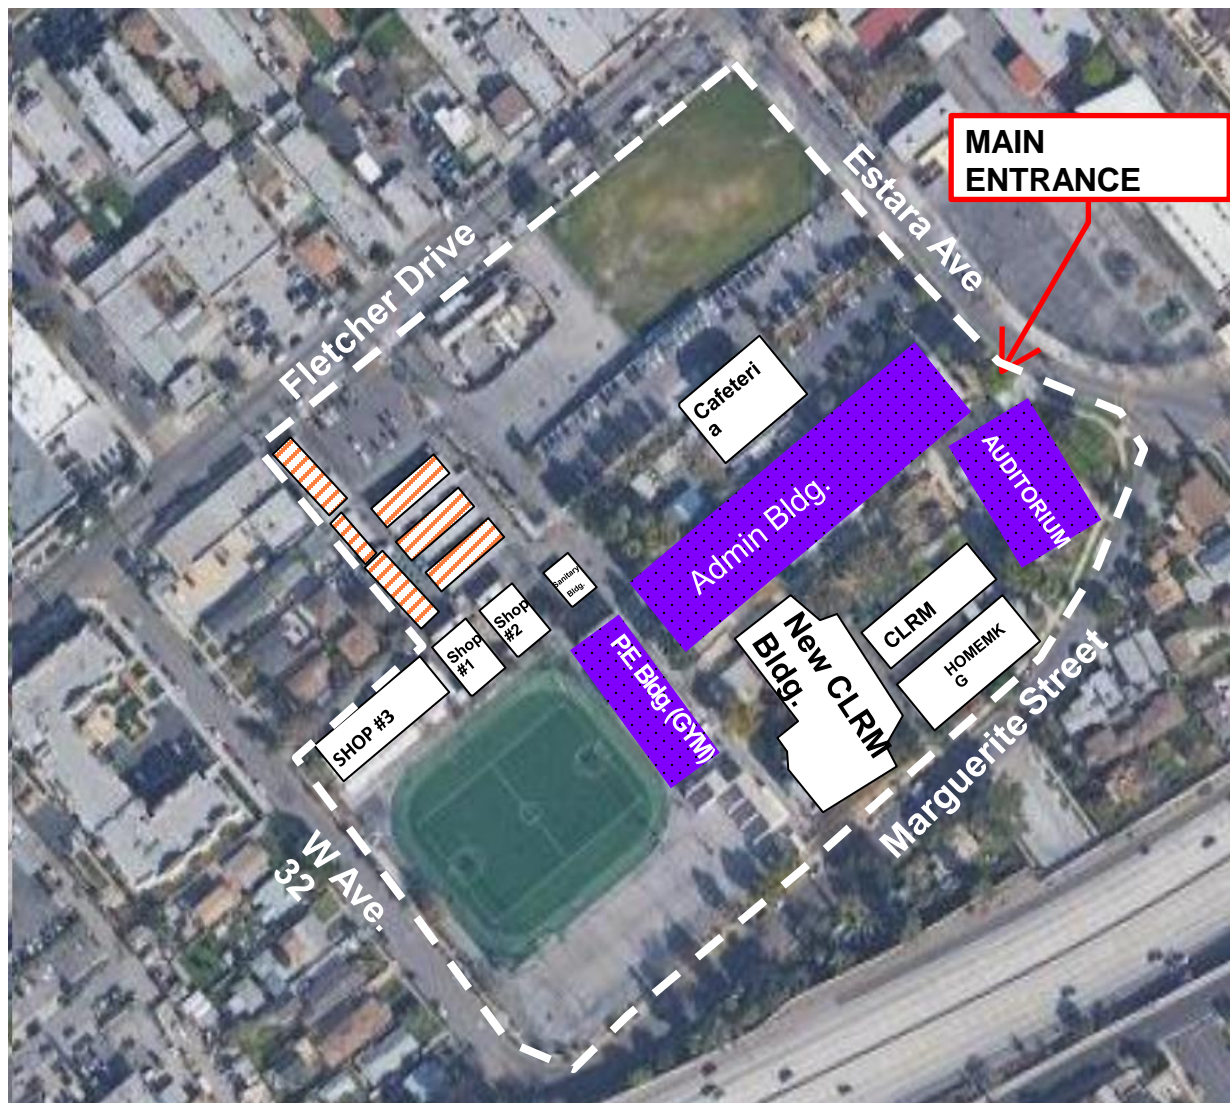 MAIN
ENTRANCE
Estara Ave
Fletcher Drive
Cafeteri
a
Admin Bldg.
AUDITORIUM
Sanitary
Bldg.
Shop
#2
Shop
#1
SHOP #3
P.E Bldg. (GYM)
New CLRM
Bldg.
CLRM
HOMEMK
G
Marguerite Street
W Ave.
32